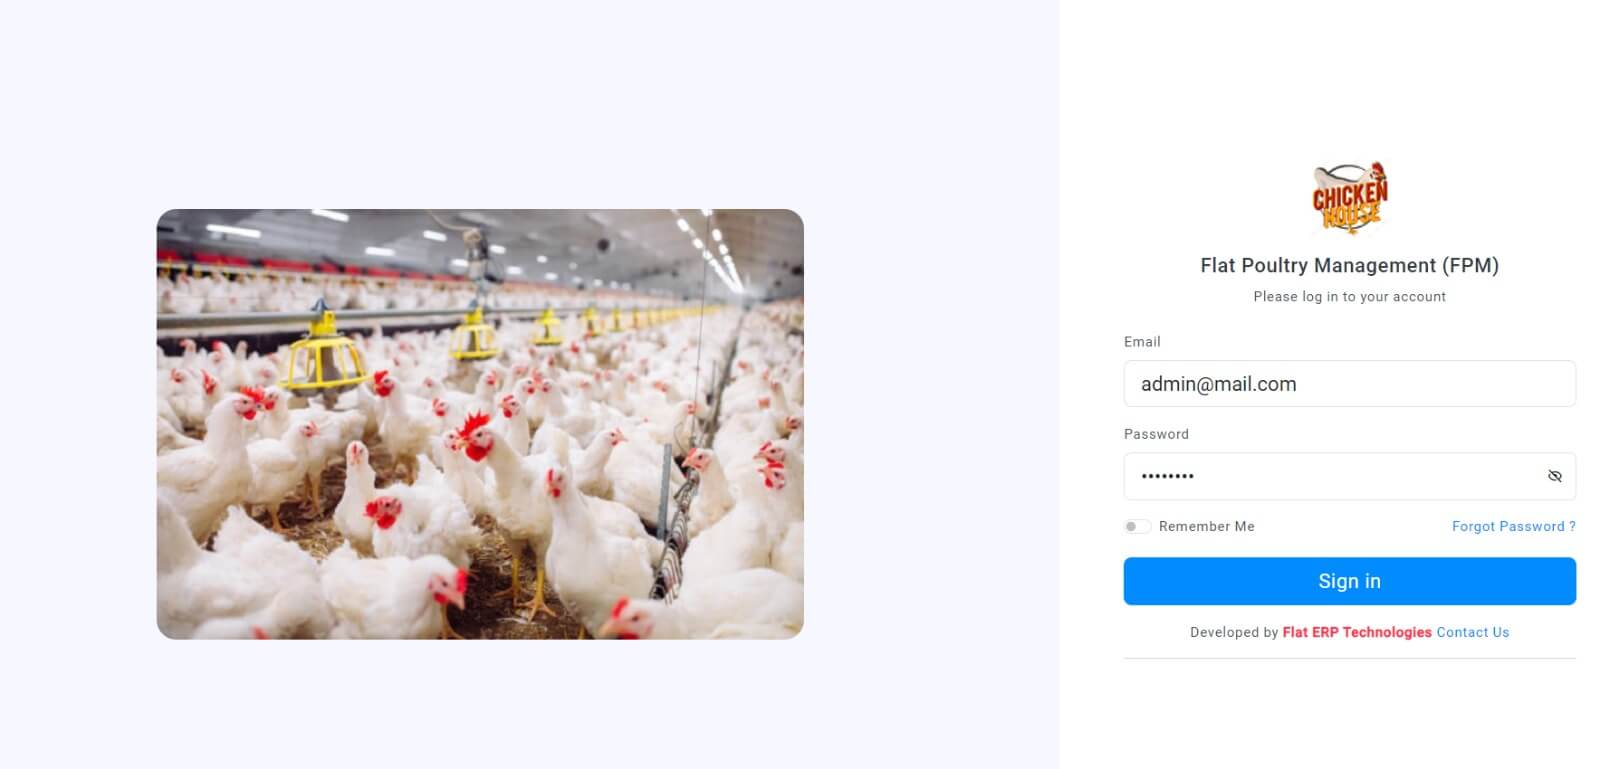 CHICKEN
HOUSE
Flat Poultry Management (FPM)
Please log in to your account
Email
admin@mail.com
Password
••••••••
Remember Me
Forgot Password ?
Sign in
Developed by Flat ERP Technologies Contact Us